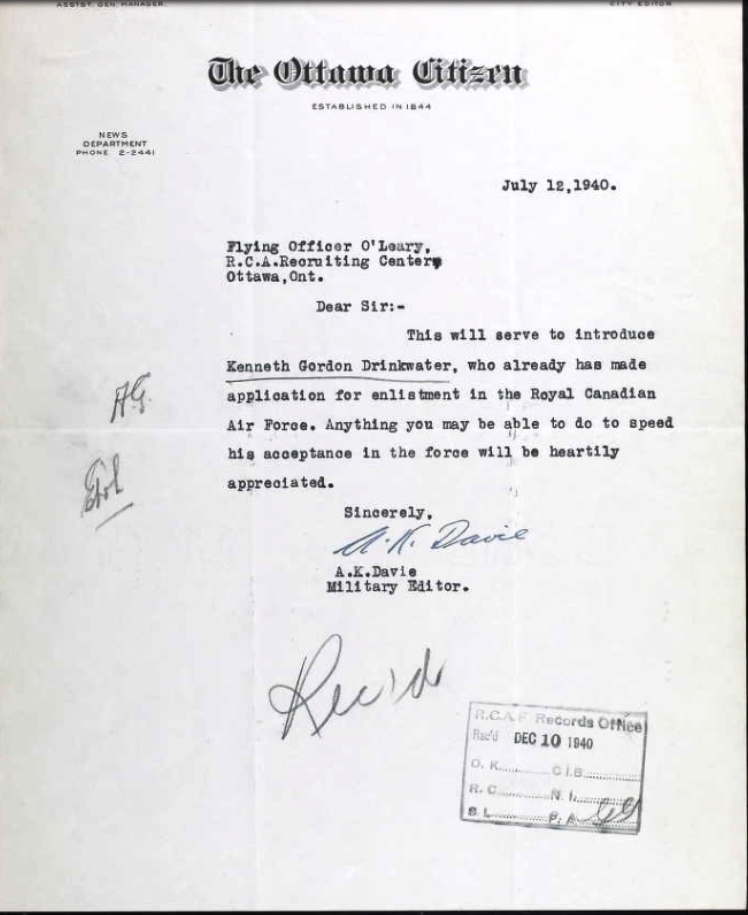 ASSTST. GEN. MANAGER.
CITY EDITOR
The Ottawa Citizen
ESTABLISHED IN 1844
NEWS
DEPARTMENT
PHONE 2-2441
July 12,1940.
Flying Officer O'Leary,
R.C.A.Recruiting Center,
Ottawa,Ont.
Dear Sir:-
This will serve to introduce
Kenneth Gordon Drinkwater, who already has made
application for enlistment in the Royal Canadian
Air Force. Anything you may be able to do to speed
his acceptance in the force will be heartily
appreciated.
Sincerely,
A.K. Davie
A.K.Davie
Military Editor.
AG.
Rec'd
R.C.A.F Records Office
Rec'd DEC 10 1940
O. K. C.I.B.
R. C. N. I.
S. L. P. A.